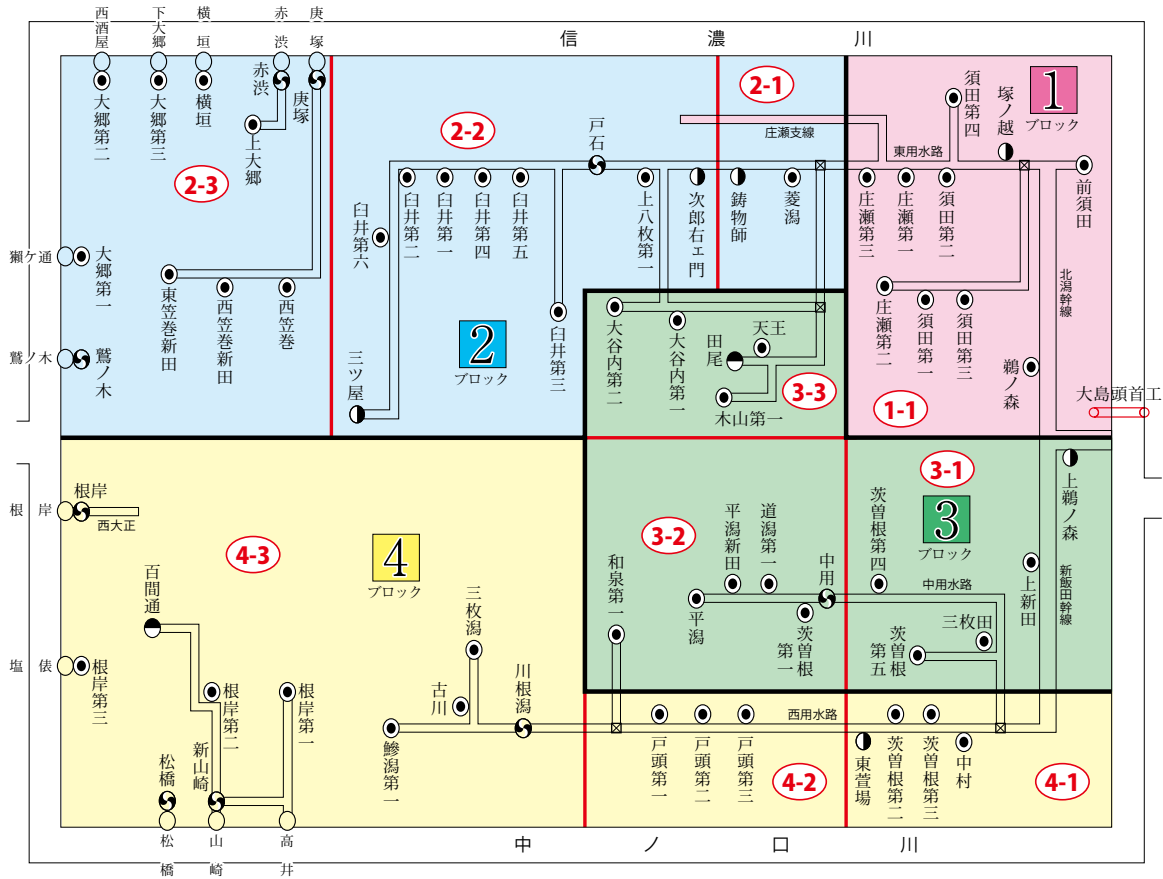 西酒屋
下大郷
横垣
赤渋
庚塚
信濃川
大郷第二
大郷第三
横垣
赤渋
庚塚
上大郷
2-3
2-2
2-1
戸石
庄瀬支線
東用水路
須田第四
塚ノ越
1
ブロック
前須田
臼井第六
臼井第二
臼井第一
臼井第四
臼井第五
上八枚第一
次郎右ェ門
鋳物師
菱潟
庄瀬第三
庄瀬第一
須田第二
獺ケ通
大郷第一
東笠巻新田
西笠巻新田
西笠巻
臼井第三
2
ブロック
三ツ屋
鷲ノ木
鷲ノ木
大谷内第二
大谷内第一
田尾
天王
木山第一
3-3
庄瀬第二
須田第一
須田第三
鵜ノ森
北潟幹線
大島頭首工
1-1
根岸
根岸
西大正
4-3
4
ブロック
3-2
3-1
3
ブロック
上鵜ノ森
百間通
塩俵
根岸第三
根岸第二
根岸第一
新山崎
松橋
三枚潟
古川
鰺潟第一
川根潟
和泉第一
平潟
平潟新田
道潟第一
中用
茨曽根第一
茨曽根第四
中用水路
茨曽根第五
三枚田
上新田
新飯田幹線
西用水路
戸頭第一
戸頭第二
戸頭第三
東萱場
茨曽根第二
茨曽根第三
中村
4-2
4-1
松橋
山崎
高井
中ノ口川